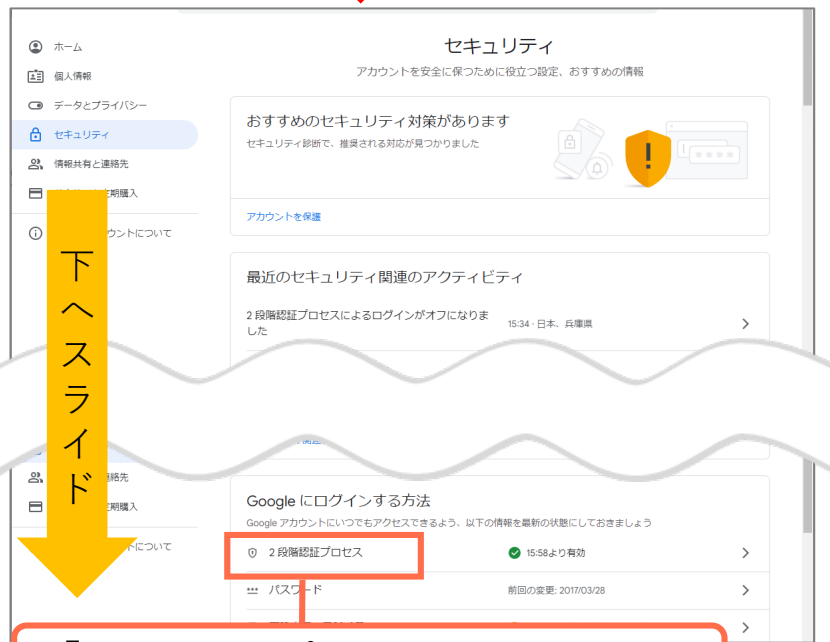 セキュリティ
アカウントを安全に保つために役立つ設定、おすすめの情報
ホーム
個人情報
データとプライバシー
セキュリティ
情報共有と連絡先
期購入
ウントについて
おすすめのセキュリティ対策があります
セキュリティ診断で、推奨される対応が見つかりました
アカウントを保護
最近のセキュリティ関連のアクティビティ
2 段階認証プロセスによるログインがオフになりま
した
15:34 · 日本、兵庫県
下へスライド
絡先
期購入
について
Google にログインする方法
Google アカウントにいつでもアクセスできるよう、以下の情報を最新の状態にしておきましょう
2 段階認証プロセス
15:58より有効
パスワード
前回の変更: 2017/03/28